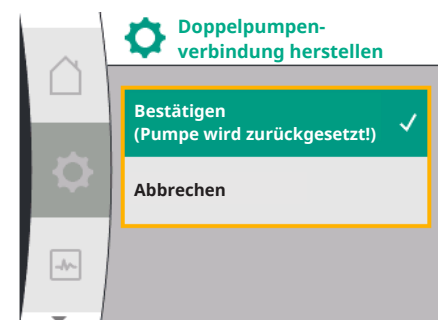 Doppelpumpen-
verbindung herstellen
Bestätigen
(Pumpe wird zurückgesetzt!)
Abbrechen